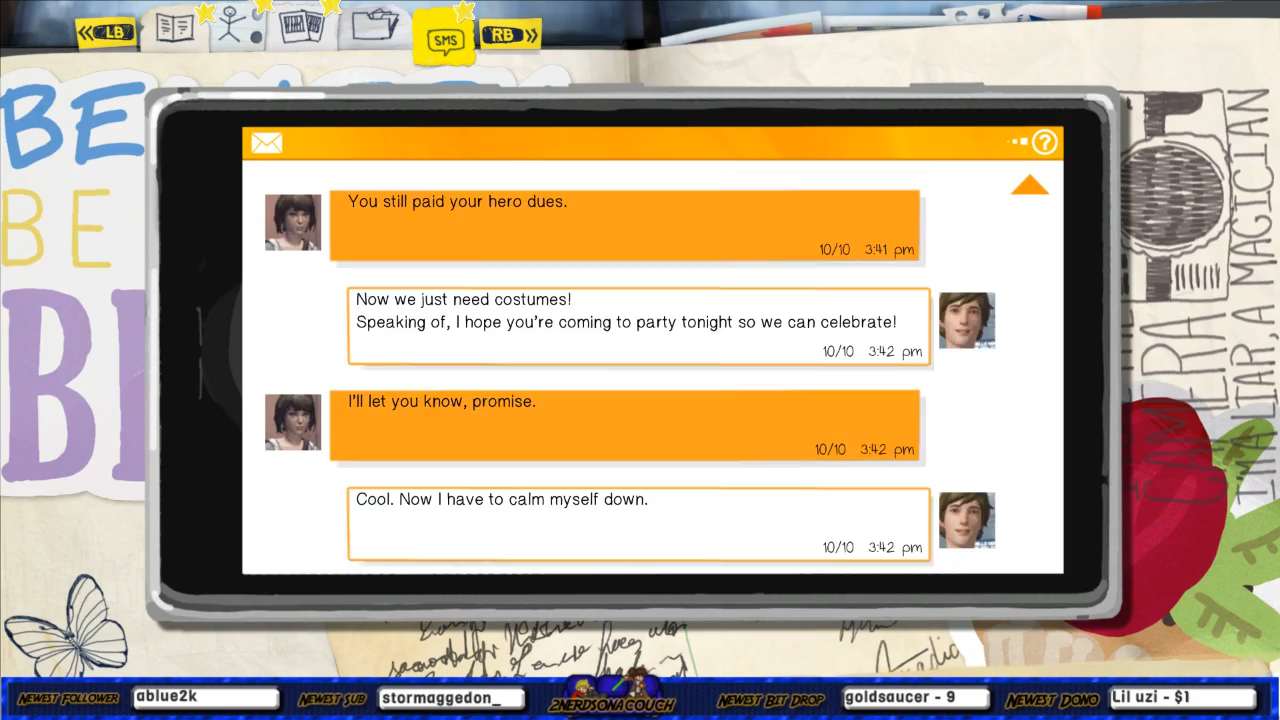 LB
SMS
RB
BE
BE
You still paid your hero dues.
10/10 3:41 pm
Now we just need costumes!
Speaking of, I hope you're coming to party tonight so we can celebrate!
10/10 3:42 pm
I'll let you know, promise.
10/10 3:42 pm
Cool. Now I have to calm myself down.
10/10 3:42 pm
?
CAMERA
I'M A LIAR, A MAGICIAN
NEWEST FOLLOWER
ablue2k
NEWEST SUB
stormaggedon_
2NERDSONACOUCH
NEWEST BIT DROP
goldsaucer - 9
NEWEST DONO
Lil uzi - $1